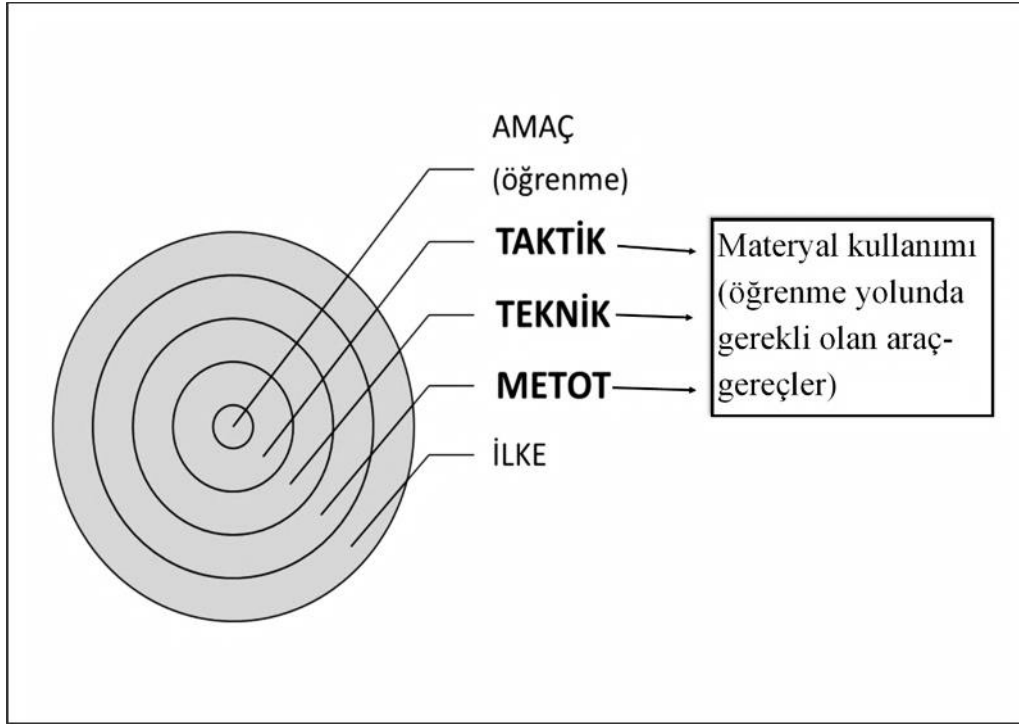 AMAÇ
(öğrenme)
TAKTİK
TEKNİK
METOT
İLKE
Materyal kullanımı
(öğrenme yolunda
gerekli olan araç-
gereçler)